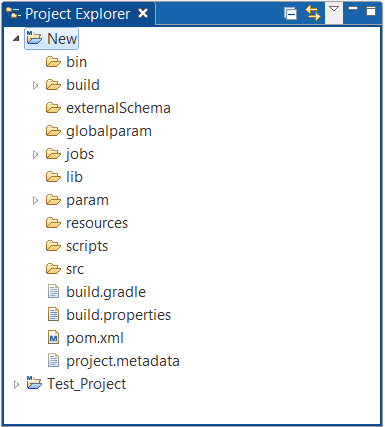 Project Explorer
New
bin
build
externalSchema
globalparam
jobs
lib
param
resources
scripts
src
build.gradle
build.properties
pom.xml
project.metadata
Test_Project